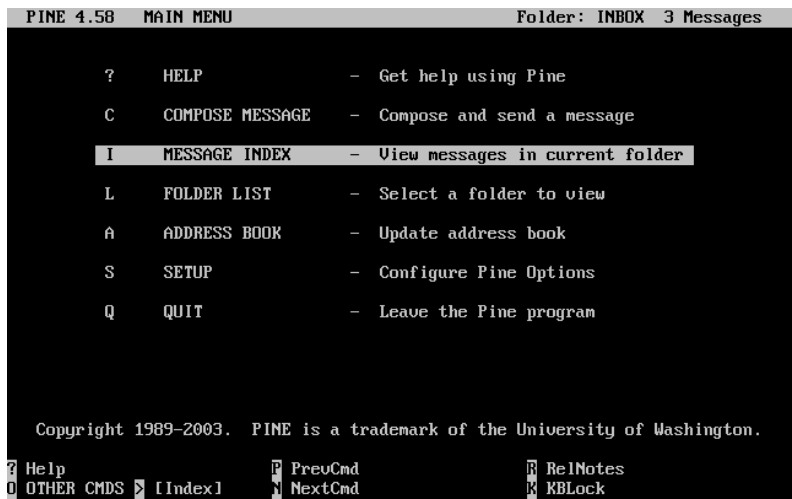 PINE 4.58   MAIN MENU   Folder: INBOX  3 Messages
?   HELP   -  Get help using Pine
C   COMPOSE MESSAGE   -  Compose and send a message
I   MESSAGE INDEX   -  View messages in current folder
L   FOLDER LIST   -  Select a folder to view
A   ADDRESS BOOK   -  Update address book
S   SETUP   -  Configure Pine Options
Q   QUIT   -  Leave the Pine program
Copyright 1989-2003.  PINE is a trademark of the University of Washington.
? Help   P PrevCmd   R RelNotes
O OTHER CMDS > [Index]   N NextCmd   K KBLock